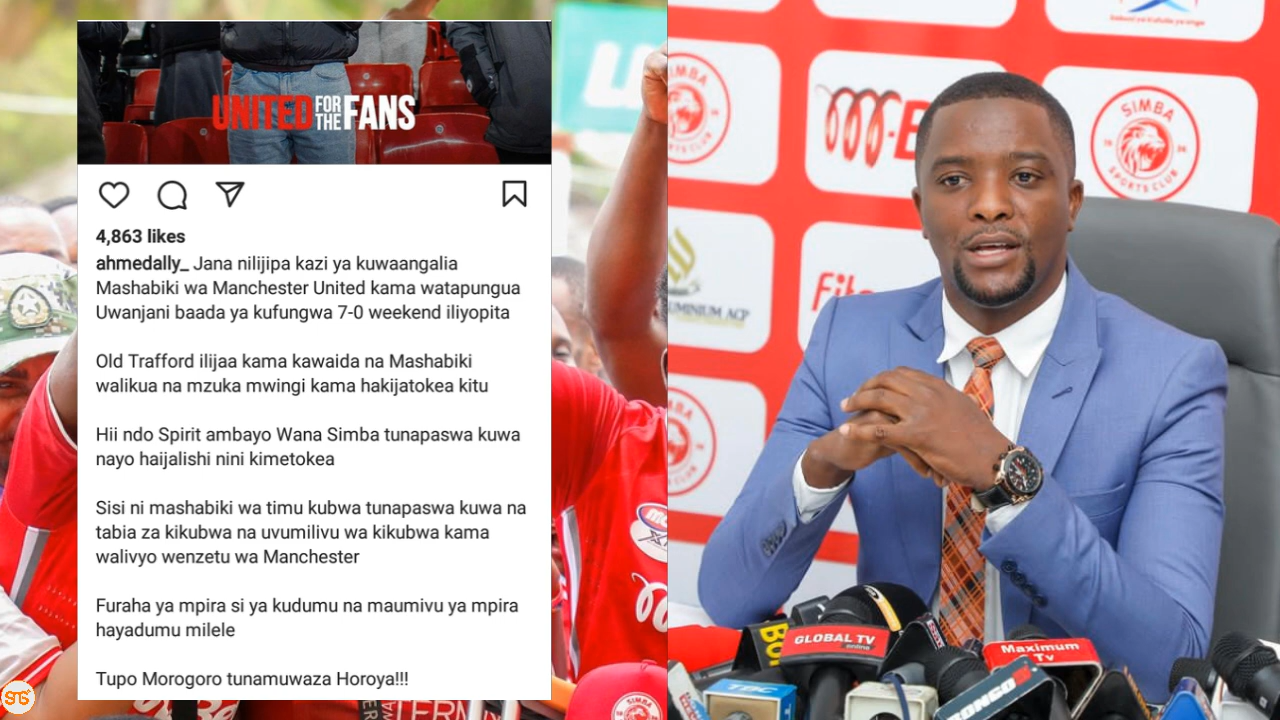 UNITED FOR THE FANS
4,863 likes
ahmedally_ Jana nilijipa kazi ya kuwaangalia
Mashabiki wa Manchester United kama watapungua
Uwanjani baada ya kufungwa 7-0 weekend iliyopita
Old Trafford ilijaa kama kawaida na Mashabiki
walikua na mzuka mwingi kama hakijatokea kitu
Hii ndo Spirit ambayo Wana Simba tunapaswa kuwa
nayo haijalishi nini kimetokea
Sisi ni mashabiki wa timu kubwa tunapaswa kuwa na
tabia za kikubwa na uvumilivu wa kikubwa kama
walivyo wenzetu wa Manchester
Furaha ya mpira si ya kudumu na maumivu ya mpira
hayadumu milele
Tupo Morogoro tunamuwaza Horoya!!!
SIMBA
SPORTS CLUB
GLOBAL TV
online
Maximum
Tv
TBC